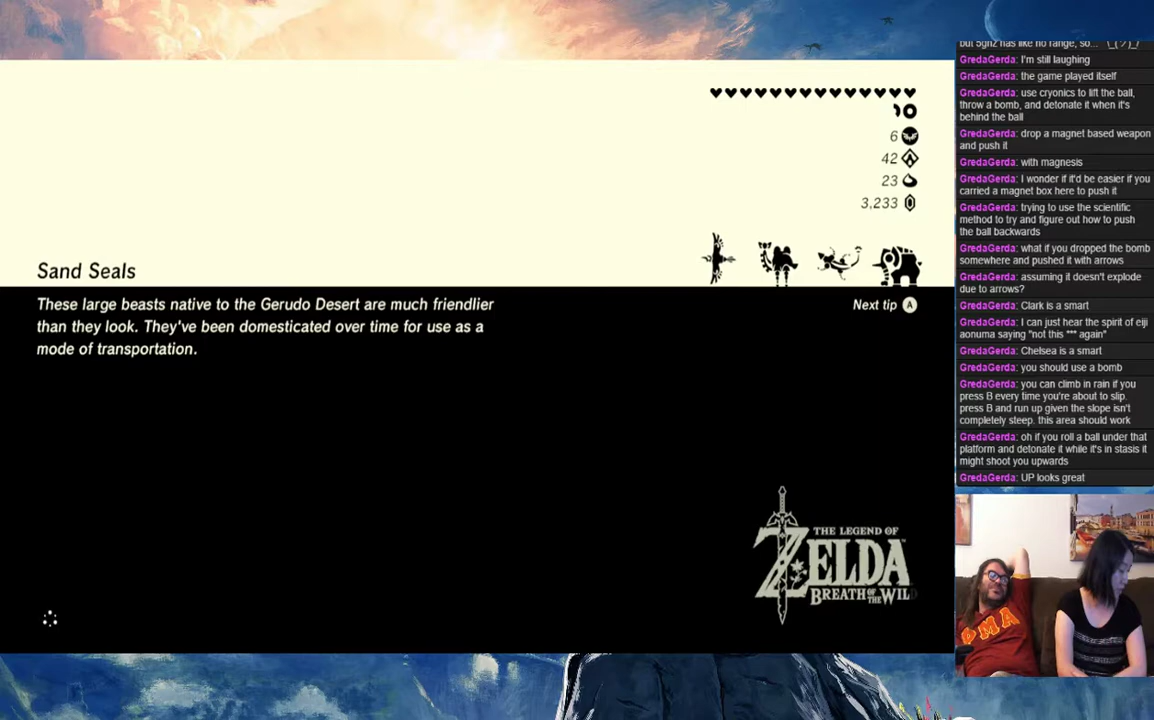 6
42
23
3,233
Sand Seals
These large beasts native to the Gerudo Desert are much friendlier
than they look. They've been domesticated over time for use as a
mode of transportation.
Next tip A
THE LEGEND OF
ZELDA
BREATH OF THE WIL
but 5ghz has like no range, so... ¯\_(ツ)_/¯
GredaGerda: I'm still laughing
GredaGerda: the game played itself
GredaGerda: use cryonics to lift the ball,
throw a bomb, and detonate it when it's
behind the ball
GredaGerda: drop a magnet based weapon
and push it
GredaGerda: with magnesis
GredaGerda: I wonder if it'd be easier if you
carried a magnet box here to push it
GredaGerda: trying to use the scientific
method to try and figure out how to push
the ball backwards
GredaGerda: what if you dropped the bomb
somewhere and pushed it with arrows
GredaGerda: assuming it doesn't explode
due to arrows?
GredaGerda: Clark is a smart
GredaGerda: I can just hear the spirit of eiji
aonuma saying "not this *** again"
GredaGerda: Chelsea is a smart
GredaGerda: you should use a bomb
GredaGerda: you can climb in rain if you
press B every time you're about to slip.
press B and run up given the slope isn't
completely steep. this area should work
GredaGerda: oh if you roll a ball under that
platform and detonate it while it's in stasis it
might shoot you upwards
GredaGerda: UP looks great
PMA